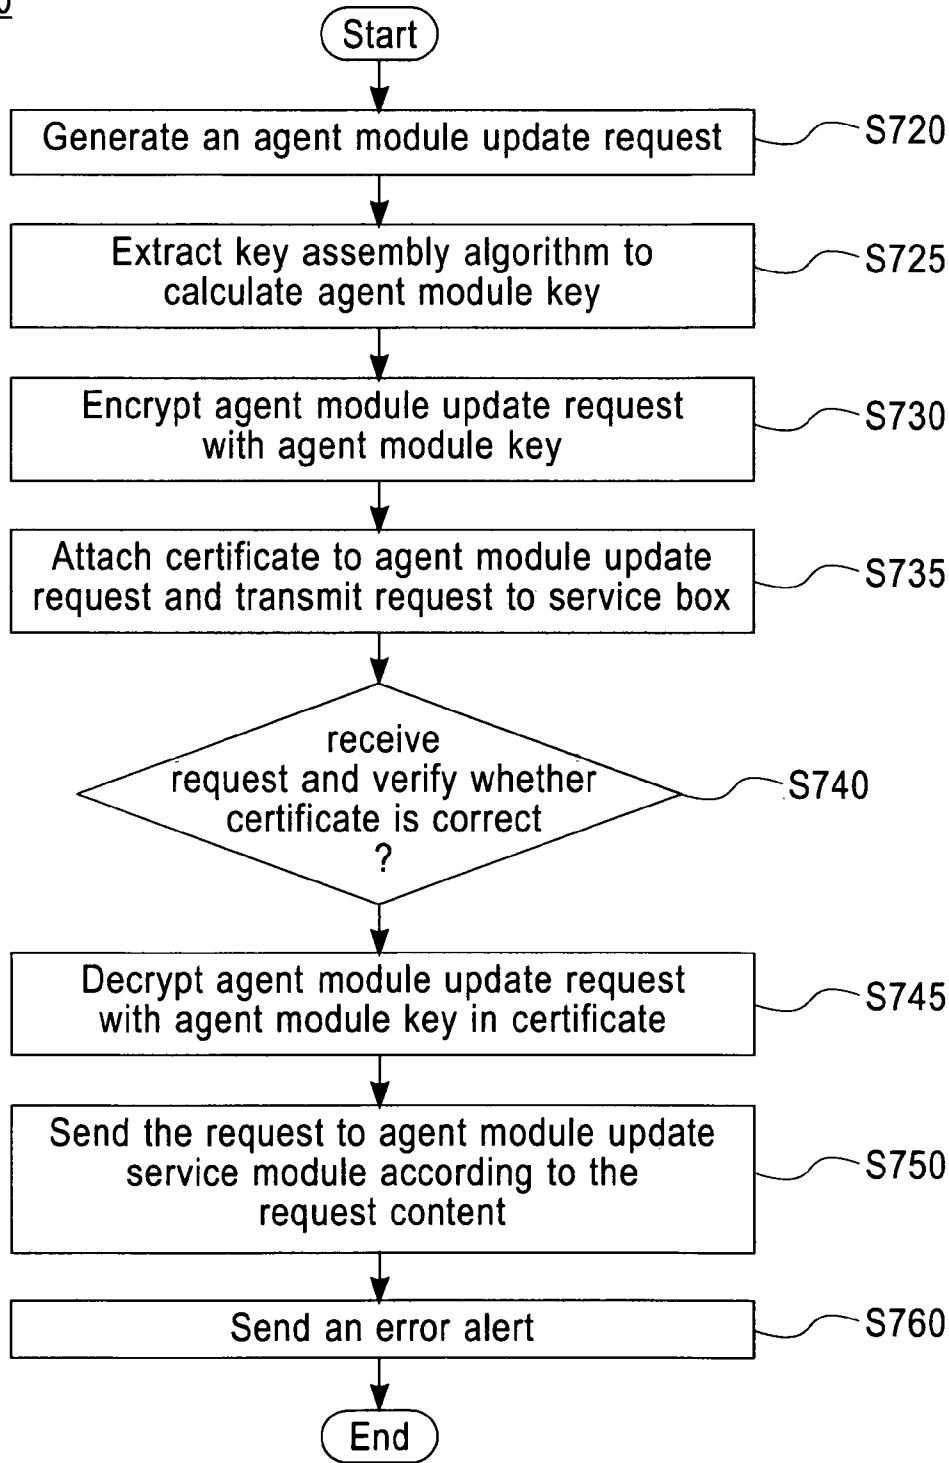 Start
Generate an agent module update request
S720
Extract key assembly algorithm to
calculate agent module key
S725
Encrypt agent module update request
with agent module key
S730
Attach certificate to agent module update
request and transmit request to service box
S735
receive
request and verify whether
certificate is correct
?
S740
Decrypt agent module update request
with agent module key in certificate
S745
Send the request to agent module update
service module according to the
request content
S750
Send an error alert
S760
End